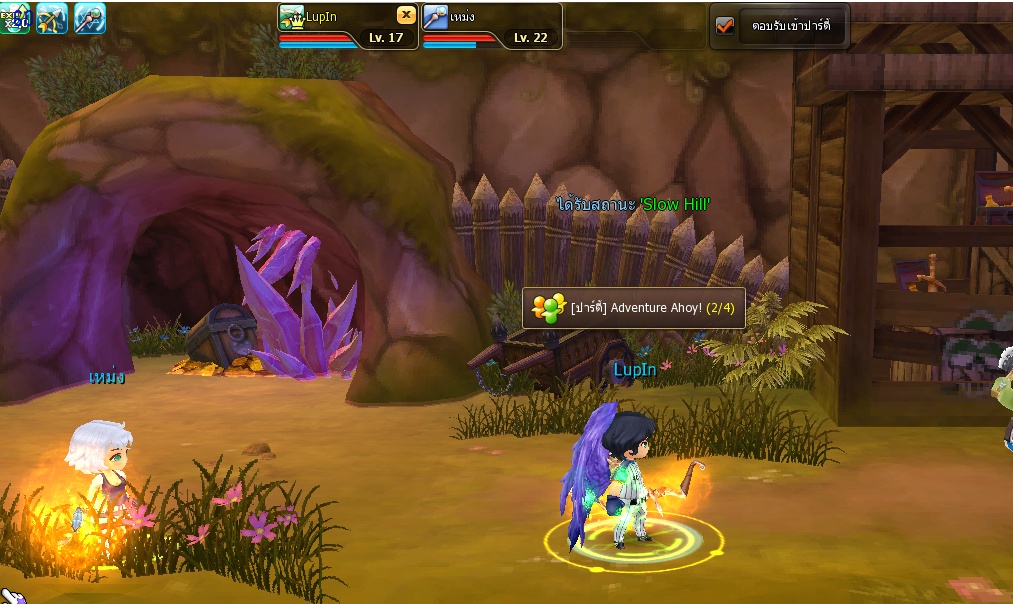 EXP
x20
LupIn
Lv. 17
เหม่ง
Lv. 22
ตอบรับเข้าปาร์ตี้
ได้รับสถานะ 'Slow Hill'
[ปาร์ตี้] Adventure Ahoy! (2/4)
LupIn
เหม่ง